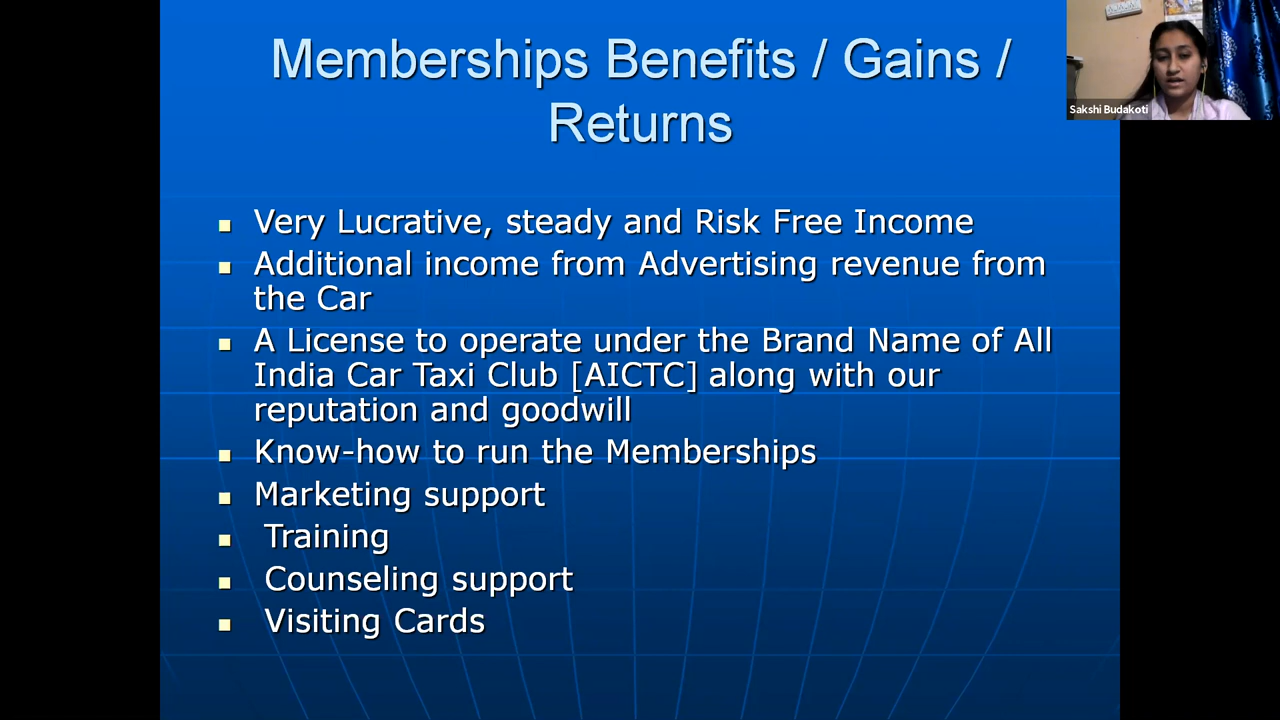 Memberships Benefits / Gains /
Returns
Sakshi Budakoti
Very Lucrative, steady and Risk Free Income
Additional income from Advertising revenue from
the Car
A License to operate under the Brand Name of All
India Car Taxi Club [AICTC] along with our
reputation and goodwill
Know-how to run the Memberships
Marketing support
Training
Counseling support
Visiting Cards